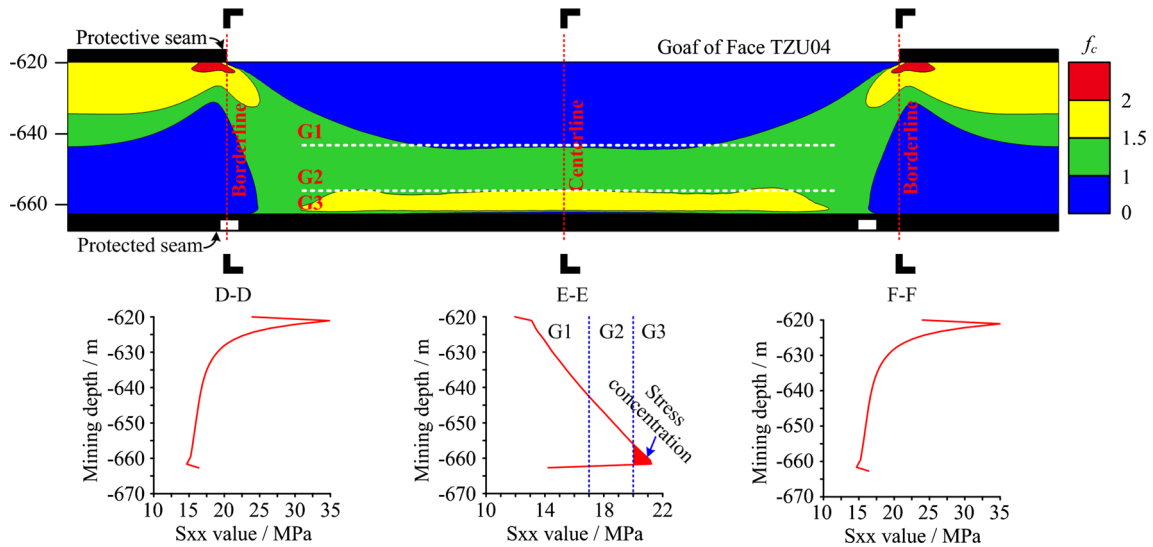 Protective seam
Goaf of Face TZU04
f_c
-620
-640
-660
2
1.5
1
0
Borderline
G1
G2
G3
Centerline
Borderline
Protected seam
D-D
E-E
F-F
-620
-630
-640
-650
-660
-670
Mining depth / m
10 15 20 25 30 35
Sxx value / MPa
-620
-630
-640
-650
-660
-670
Mining depth / m
G1 G2 G3
Stress
concentration
10 14 18 22
Sxx value / MPa
-620
-630
-640
-650
-660
-670
Mining depth / m
10 15 20 25 30 35
Sxx value / MPa